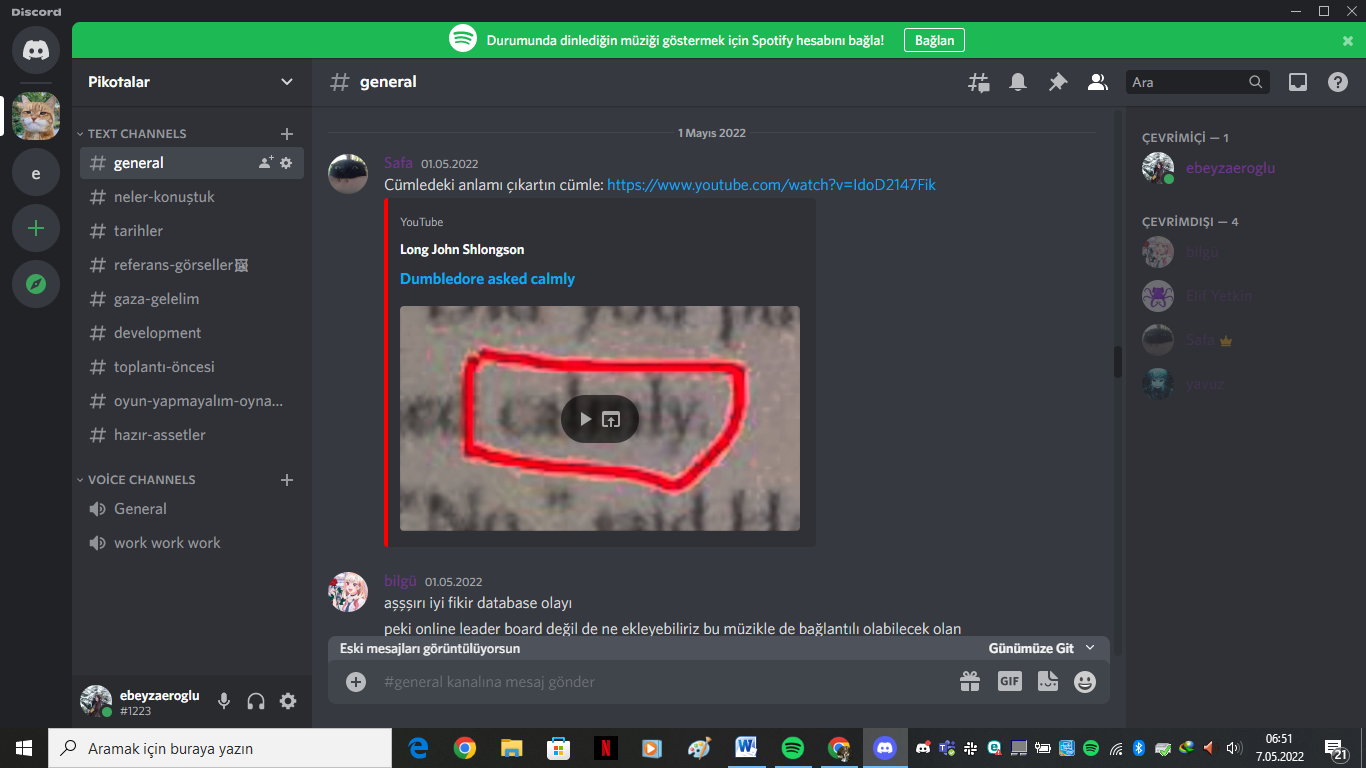 Discord
Durumunda dinlediğin müziği göstermek için Spotify hesabını bağla!
Bağlan
Pikotalar
general
Ara
TEXT CHANNELS
general
neler-konuştuk
tarihler
referans-görseller
gaza-gelelim
development
toplantı-öncesi
oyun-yapmayalım-oyna...
hazır-assetler
VOİCE CHANNELS
General
work work work
ebeyzaeroglu
#1223
e
1 Mayıs 2022
Safa 01.05.2022
Cümledeki anlamı çıkartın cümle: https://www.youtube.com/watch?v=IdoD2147Fik
YouTube
Long John Shlongson
Dumbledore asked calmly
calmly,
bilgü 01.05.2022
aşşşırı iyi fikir database olayı
peki online leader board değil de ne ekleyebiliriz bu müzikle de bağlantılı olabilecek olan
Eski mesajları görüntülüyorsun
Günümüze Git
#general kanalına mesaj gönder
GIF
ÇEVRİMİÇİ — 1
ebeyzaeroglu
ÇEVRİMDIŞI — 4
bilgü
Elif Yetkin
Safa
yavuz
Aramak için buraya yazın
06:51
7.05.2022
21